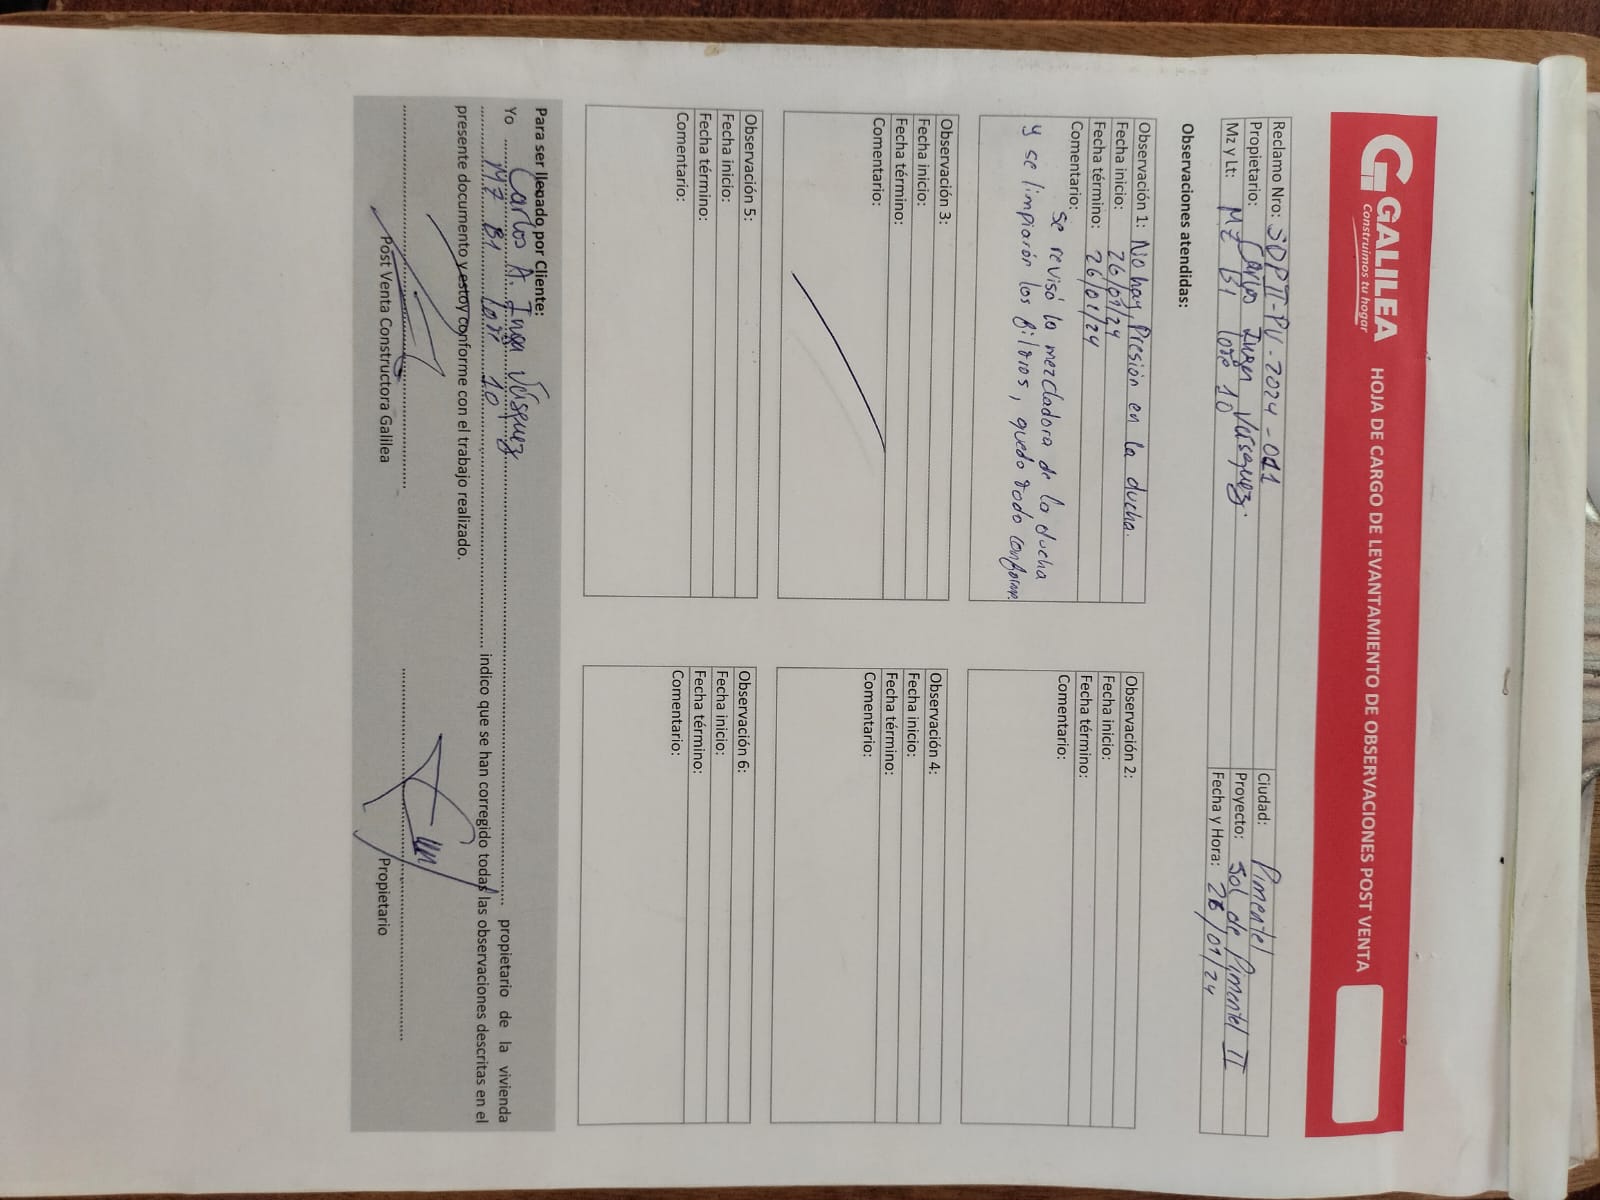 GALILEA
Construimos tu hogar
HOJA DE CARGO DE LEVANTAMIENTO DE OBSERVACIONES POST VENTA
Reclamo Nro: SDPII-PV-2024-011
Ciudad: Pimentel
Propietario: Carlos Inga Vásquez.
Proyecto: Sol de Pimentel II
Mz y Lt: MZ B1 lote 10
Fecha y Hora: 26/01/24
Observaciones atendidas:
Observación 1: No hay Presión en la ducha.
Fecha inicio: 26/01/24
Fecha término: 26/01/24
Comentario:
se revisó la mezcladora de la ducha
y se limpiarón los filtros, quedo todo conforme.
Observación 2:
Fecha inicio:
Fecha término:
Comentario:
Observación 3:
Fecha inicio:
Fecha término:
Comentario:
Observación 4:
Fecha inicio:
Fecha término:
Comentario:
Observación 5:
Fecha inicio:
Fecha término:
Comentario:
Observación 6:
Fecha inicio:
Fecha término:
Comentario:
Para ser llegado por Cliente:
Yo Carlos A. Inga Vásquez propietario de la vivienda
MZ B1 lote 10 indico que se han corregido todas las observaciones descritas en el
presente documento y estoy conforme con el trabajo realizado.
Post Venta Constructora Galilea
Propietario